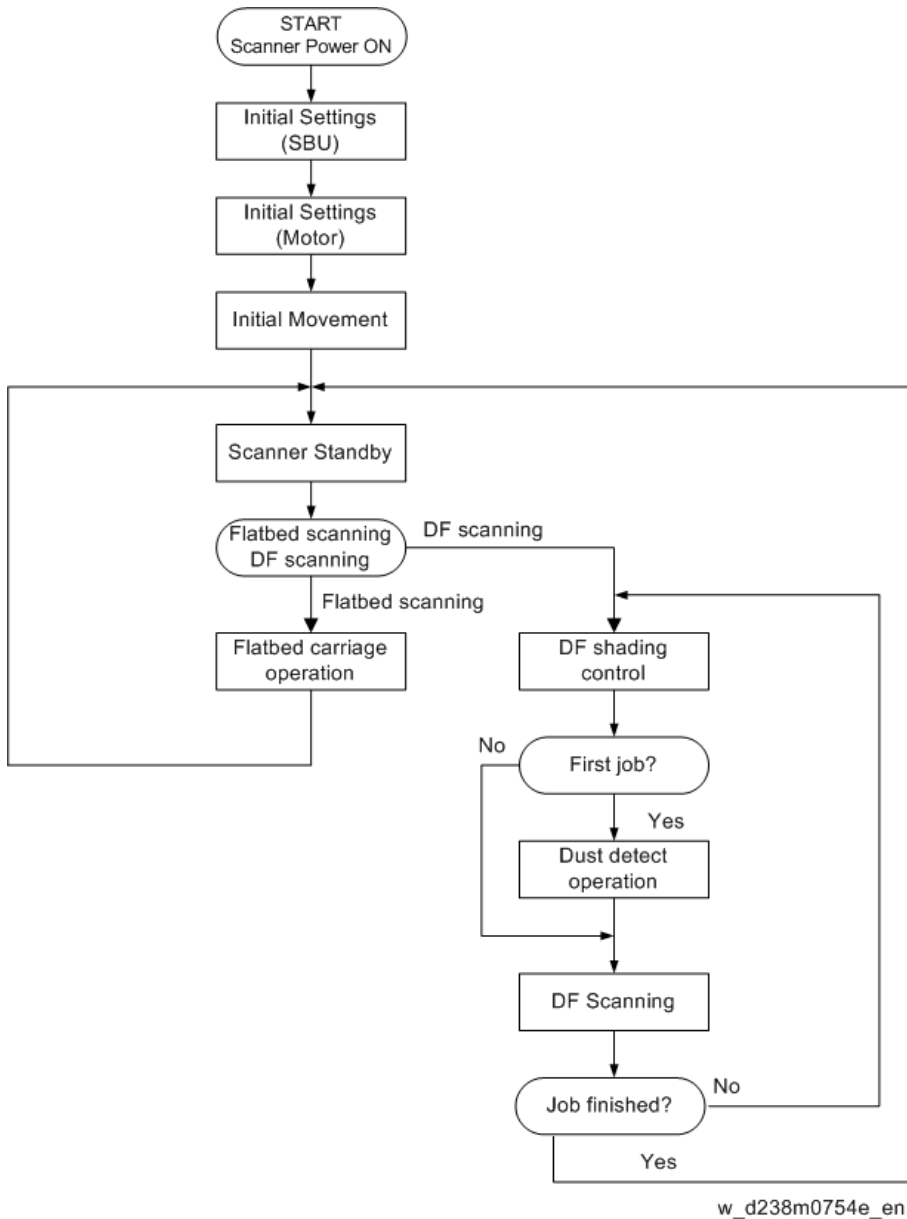 START
Scanner Power ON
Initial Settings
(SBU)
Initial Settings
(Motor)
Initial Movement
Scanner Standby
Flatbed scanning
DF scanning
DF scanning
Flatbed scanning
Flatbed carriage
operation
DF shading
control
No
First job?
Yes
Dust detect
operation
DF Scanning
Job finished?
No
Yes
w_d238m0754e_en